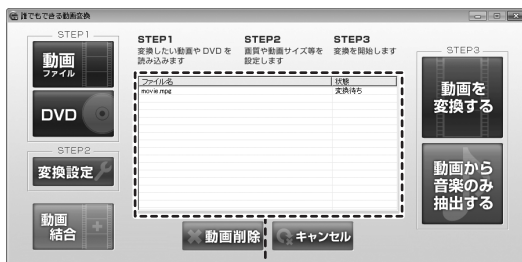 誰でもできる動画変換
STEP1
動画
ファイル
DVD
STEP2
変換設定
動画
結合
STEP1
変換したい動画や DVD を
読み込みます
STEP2
画質や動画サイズ等を
設定します
STEP3
変換を開始します
ファイル名 状態
movie.mpg 変換待ち
動画削除
キャンセル
STEP3
動画を
変換する
動画から
音楽のみ
抽出する